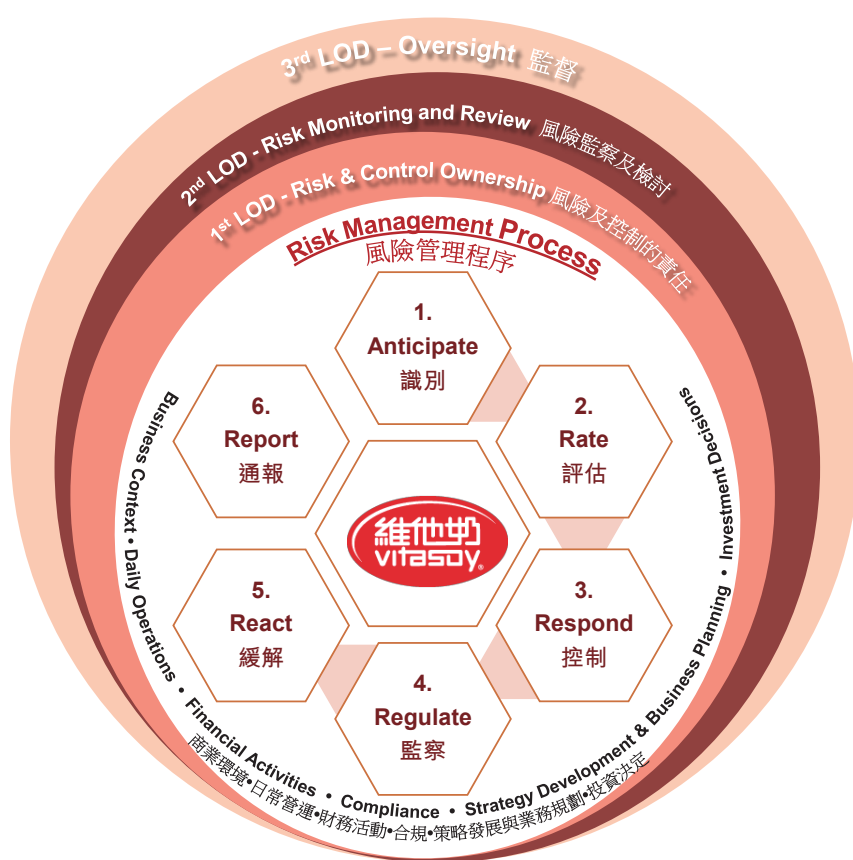 3rd LOD – Oversight 監督
2nd LOD - Risk Monitoring and Review 風險監察及檢討
1st LOD - Risk & Control Ownership 風險及控制的責任
Risk Management Process
風險管理程序
1.
Anticipate
識別
2.
Rate
評估
3.
Respond
控制
4.
Regulate
監察
5.
React
緩解
6.
Report
通報
維他奶
vitasoy®
Business Context • Daily Operations • Financial Activities • Compliance • Strategy Development & Business Planning • Investment Decisions
商業環境•日常營運•財務活動•合規•策略發展與業務規劃•投資決定